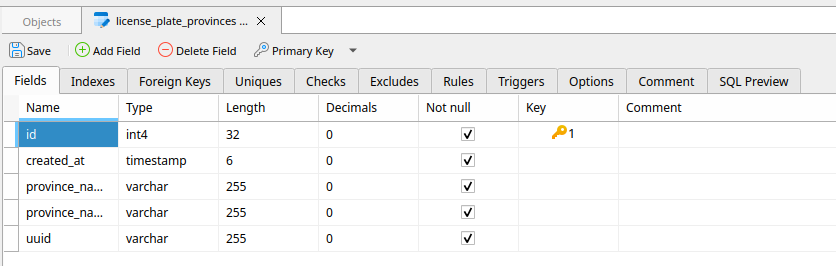 Objects license_plate_provinces ...
Save Add Field Delete Field Primary Key
Fields Indexes Foreign Keys Uniques Checks Excludes Rules Triggers Options Comment SQL Preview
Name Type Length Decimals Not null Key Comment
id int4 32 0 1
created_at timestamp 6 0
province_na... varchar 255 0
province_na... varchar 255 0
uuid varchar 255 0